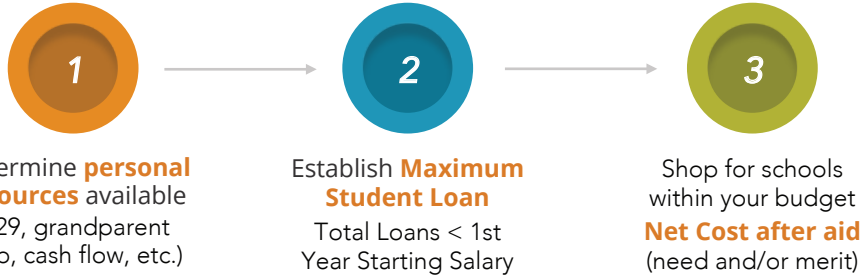 1
2
3
ermine personal
ources available
29, grandparent
o, cash flow, etc.)
Establish Maximum
Student Loan
Total Loans < 1st
Year Starting Salary
Shop for schools
within your budget
Net Cost after aid
(need and/or merit)